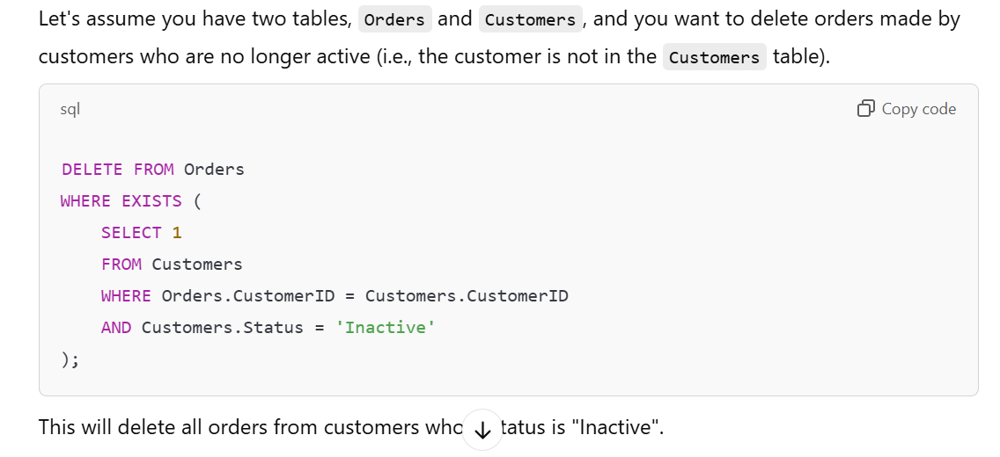 Let's assume you have two tables, Orders and Customers, and you want to delete orders made by
customers who are no longer active (i.e., the customer is not in the Customers table).
sql
Copy code
DELETE FROM Orders
WHERE EXISTS (
    SELECT 1
    FROM Customers
    WHERE Orders.CustomerID = Customers.CustomerID
    AND Customers.Status = 'Inactive'
);
This will delete all orders from customers who tatus is "Inactive".